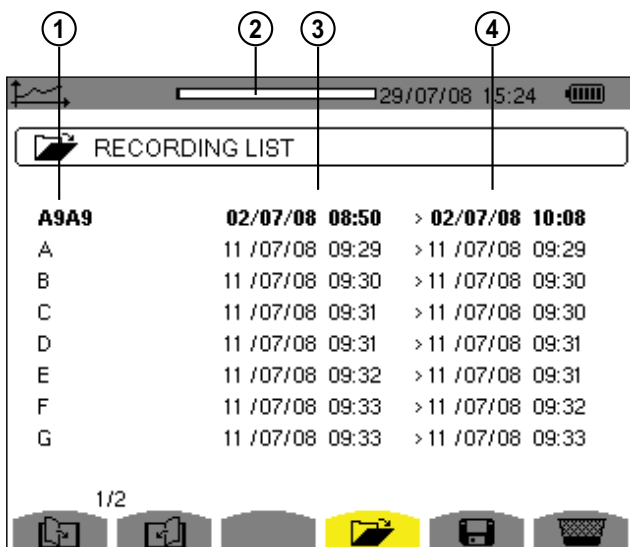 1 2 3 4
29/07/08 15:24
RECORDING LIST
A9A9 02/07/08 08:50 > 02/07/08 10:08
A 11 /07/08 09:29 >11 /07/08 09:29
B 11 /07/08 09:30 >11 /07/08 09:30
C 11 /07/08 09:31 >11 /07/08 09:30
D 11 /07/08 09:31 >11 /07/08 09:31
E 11 /07/08 09:32 >11 /07/08 09:31
F 11 /07/08 09:33 >11 /07/08 09:32
G 11 /07/08 09:33 >11 /07/08 09:33
1/2